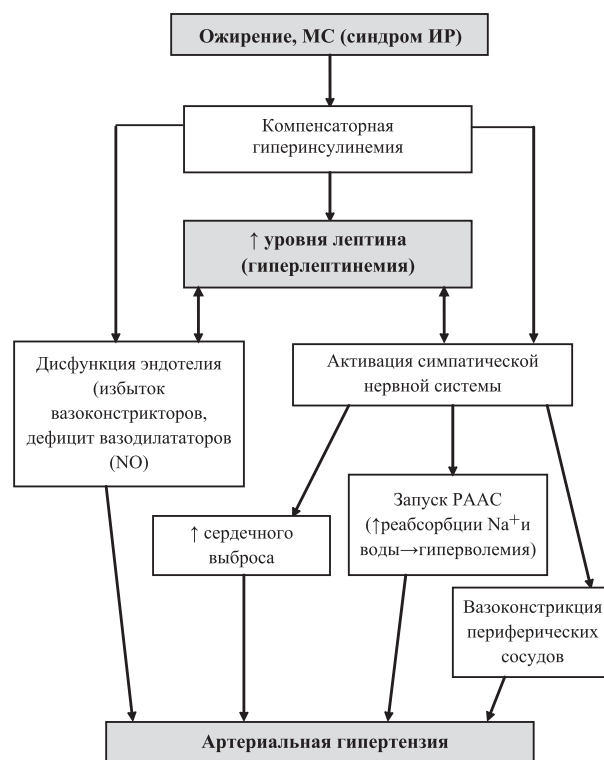 Ожирение, МС (синдром ИР)
Компенсаторная
гиперинсулинемия
↑ уровня лептина
(гиперлептинемия)
Дисфункция эндотелия
(избыток
вазоконстрикторов,
дефицит вазодилататоров
(NO)
Активация симпатической
нервной системы
↑ сердечного
выброса
Запуск РААС
(↑реабсорбции Na⁺и
воды→гиперволемия)
Вазоконстрикция
периферических
сосудов
Артериальная гипертензия